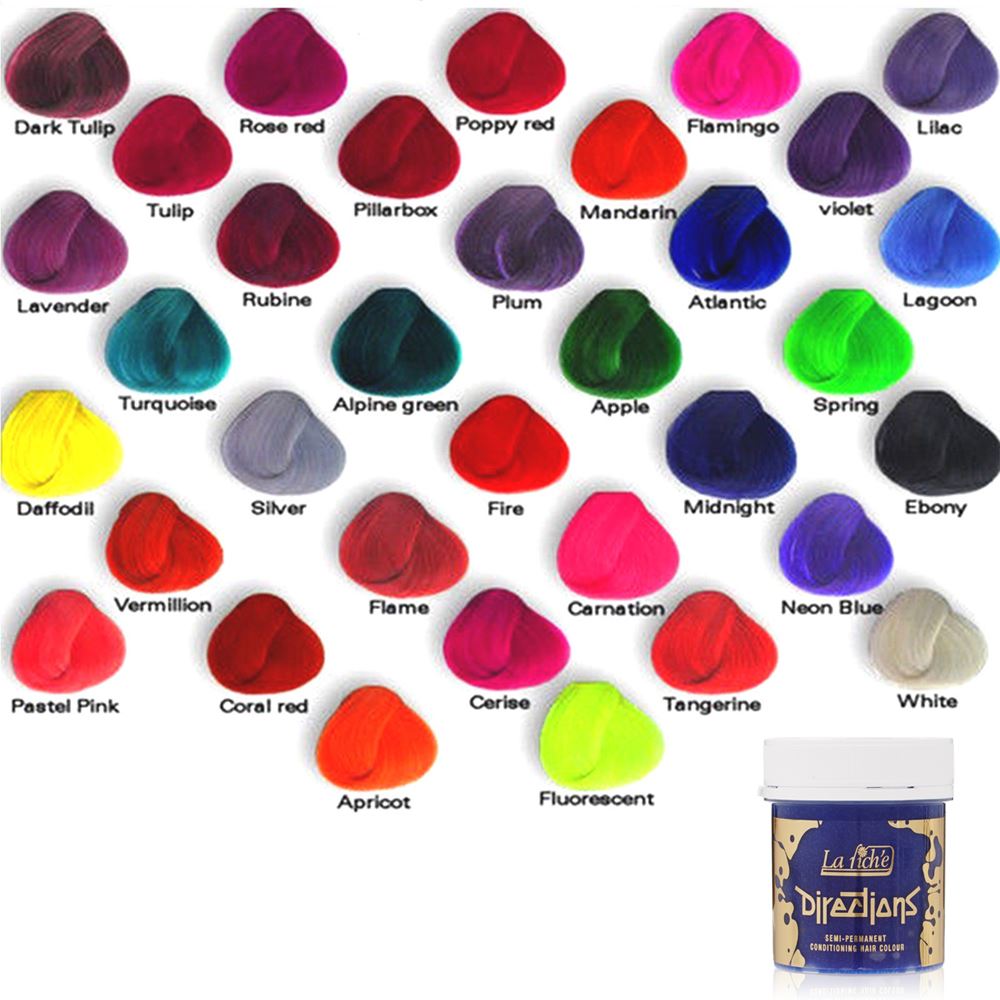 Dark Tulip
Rose red
Poppy red
Flamingo
Lilac
Tulip
Pillarbox
Mandarin
violet
Lavender
Rubine
Plum
Atlantic
Lagoon
Turquoise
Alpine green
Apple
Spring
Daffodil
Silver
Fire
Midnight
Ebony
Vermillion
Flame
Carnation
Neon Blue
Pastel Pink
Coral red
Cerise
Tangerine
White
Apricot
Fluorescent
La riché
Directions
SEMI-PERMANENT
CONDITIONING HAIR COLOUR